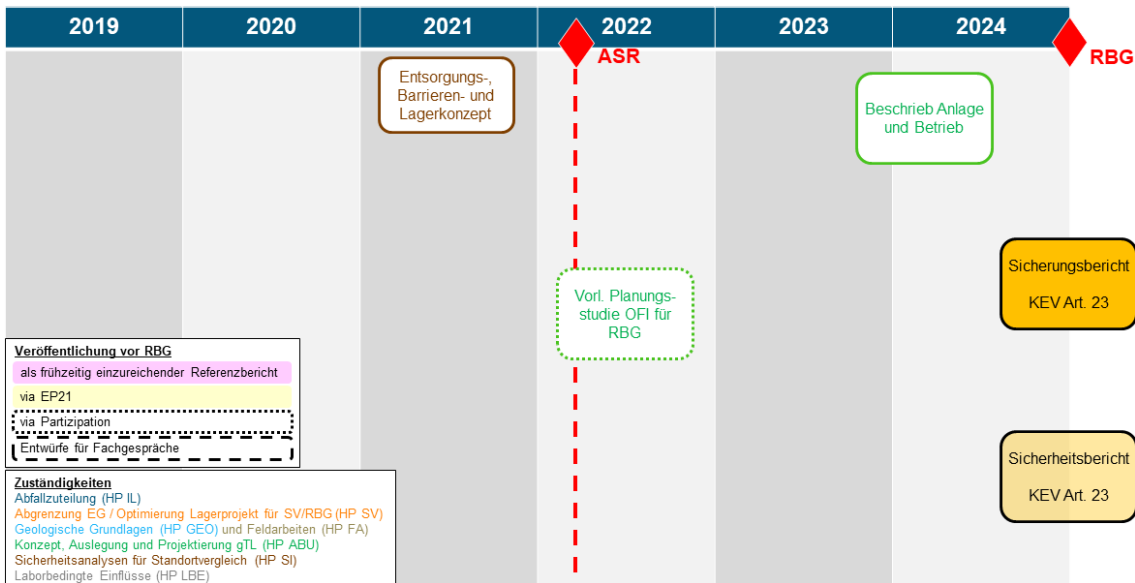 2019 2020 2021 2022 2023 2024
ASR
RBG
Entsorgungs-,
Barrieren- und
Lagerkonzept
Beschrieb Anlage
und Betrieb
Sicherungsbericht
KEV Art. 23
Vorl. Planungs-
studie OFI für
RBG
Veröffentlichung vor RBG
als frühzeitig einzureichender Referenzbericht
via EP21
via Partizipation
Entwürfe für Fachgespräche
Sicherheitsbericht
KEV Art. 23
Zuständigkeiten
Abfallzuteilung (HP IL)
Abgrenzung EG / Optimierung Lagerprojekt für SV/RBG (HP SV)
Geologische Grundlagen (HP GEO) und Feldarbeiten (HP FA)
Konzept, Auslegung und Projektierung gTL (HP ABU)
Sicherheitsanalysen für Standortvergleich (HP SI)
Laborbedingte Einflüsse (HP LBE)